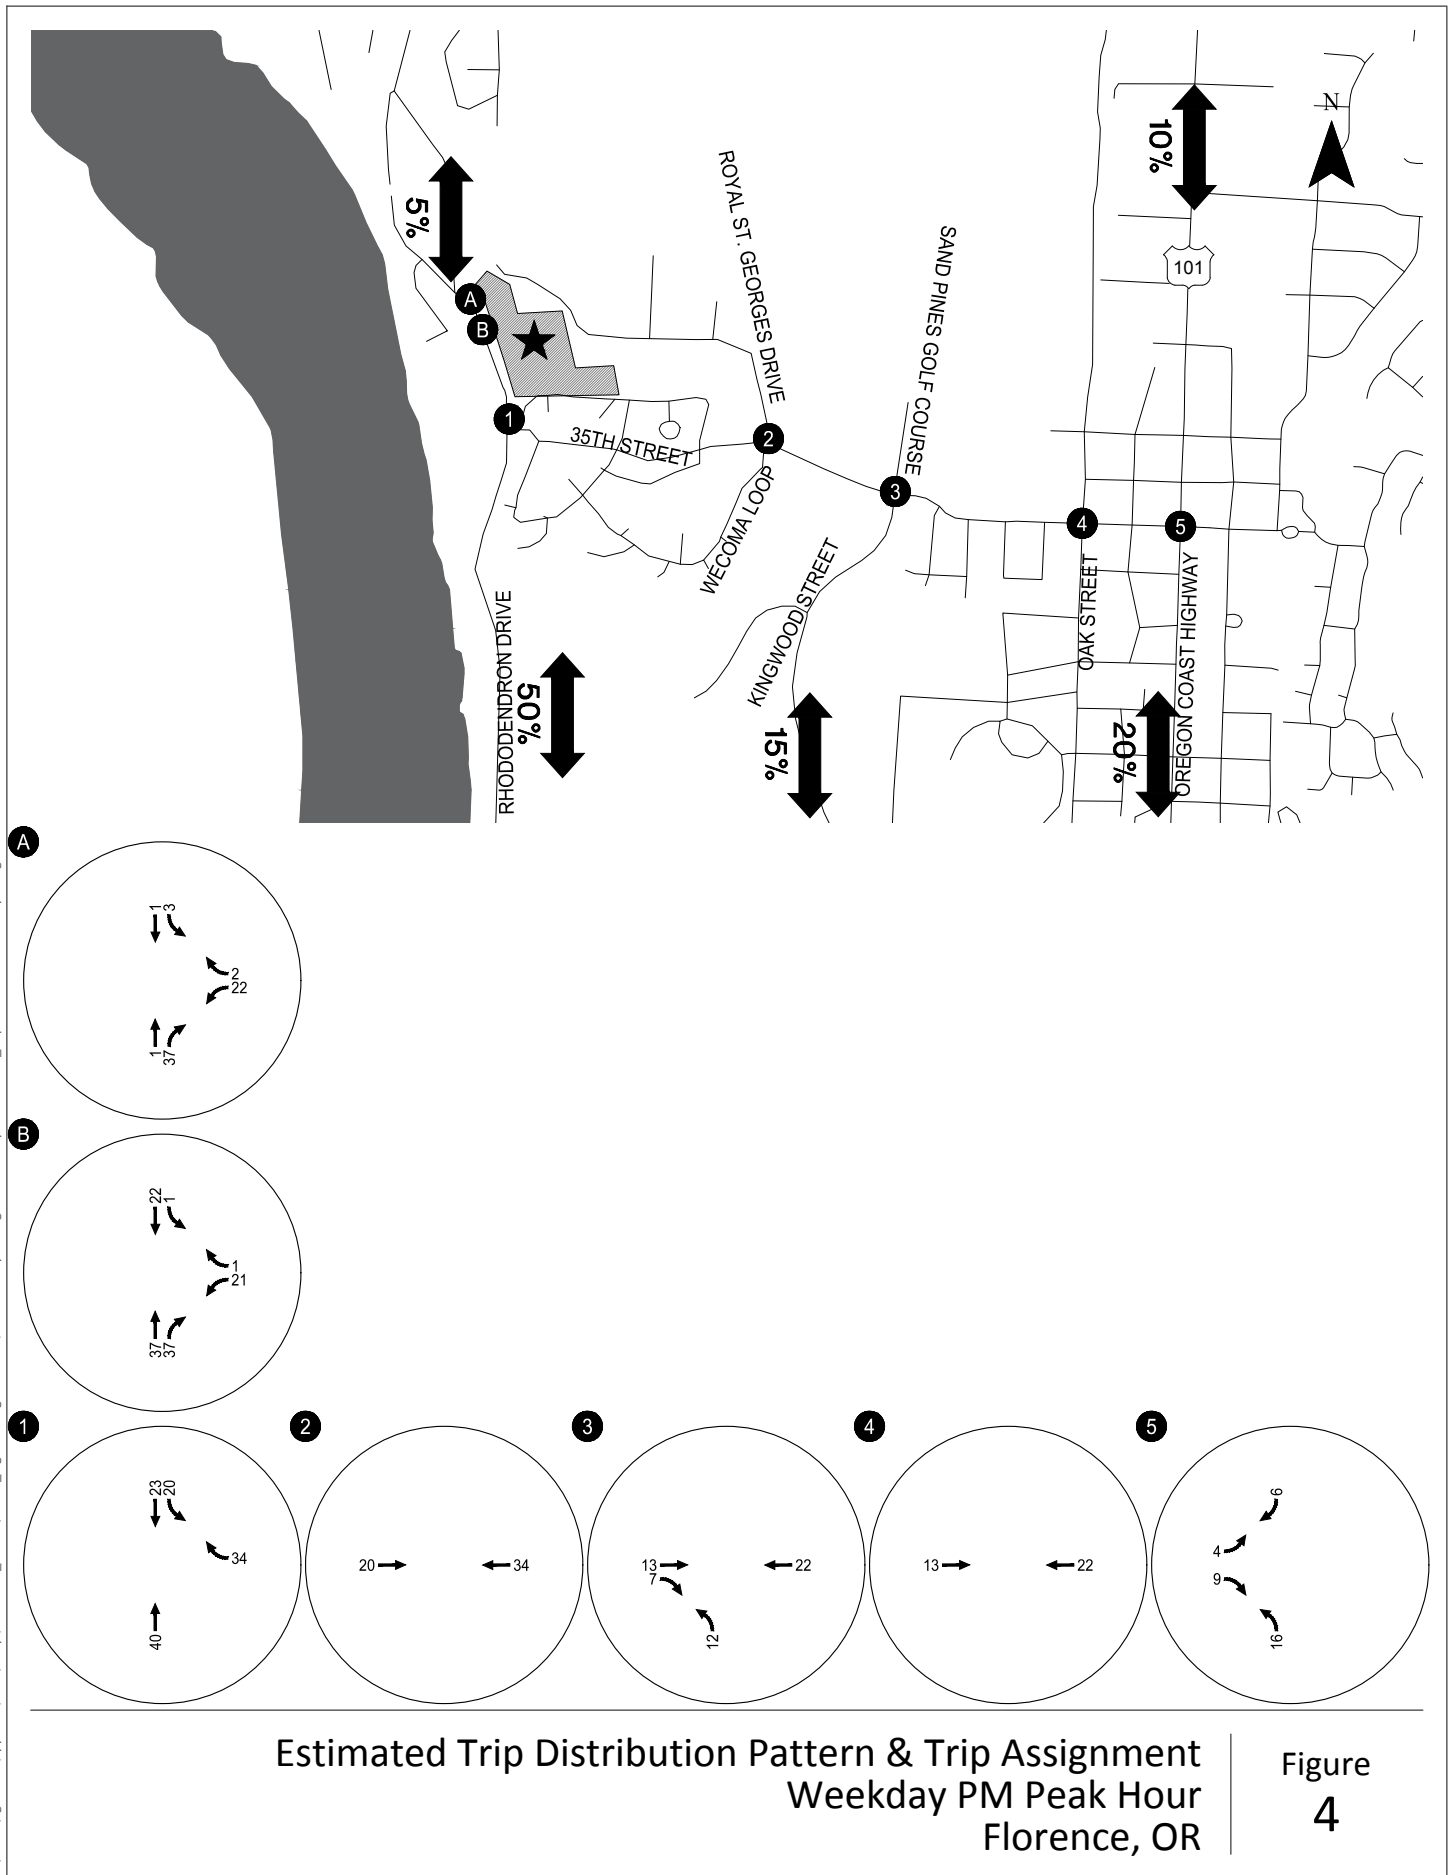 N
10%
5%
ROYAL ST. GEORGES DRIVE
SAND PINES GOLF COURSE
101
A
B
1
35TH STREET
2
3
4
5
WECOMA LOOP
KINGWOOD STREET
OAK STREET
OREGON COAST HIGHWAY
RHODODENDRON DRIVE
50%
15%
20%
A
1
3
2
22
1
37
B
22
1
1
21
37
37
1
23
20
34
40
2
20
34
3
13
7
22
12
4
13
22
5
6
4
9
16
Estimated Trip Distribution Pattern & Trip Assignment
Weekday PM Peak Hour
Florence, OR
Figure
4